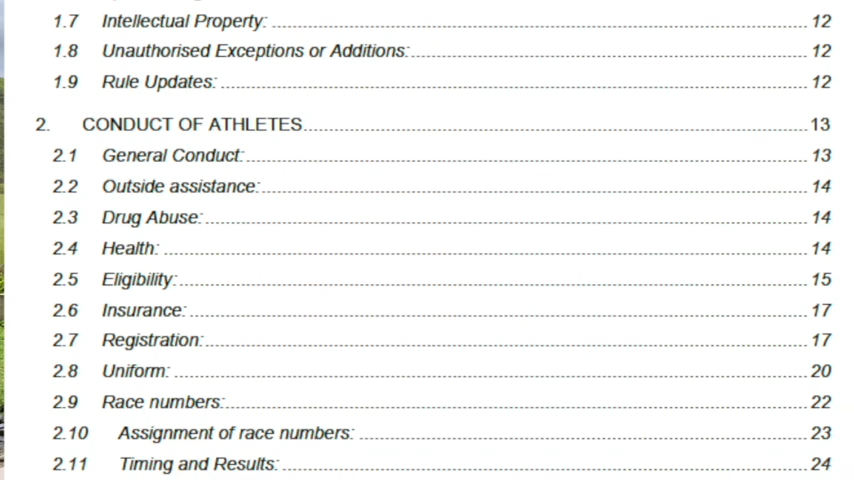 1.7 Intellectual Property: 12
1.8 Unauthorised Exceptions or Additions: 12
1.9 Rule Updates: 12
2. CONDUCT OF ATHLETES 13
2.1 General Conduct: 13
2.2 Outside assistance: 14
2.3 Drug Abuse: 14
2.4 Health: 14
2.5 Eligibility: 15
2.6 Insurance: 17
2.7 Registration: 17
2.8 Uniform: 20
2.9 Race numbers: 22
2.10 Assignment of race numbers: 23
2.11 Timing and Results: 24